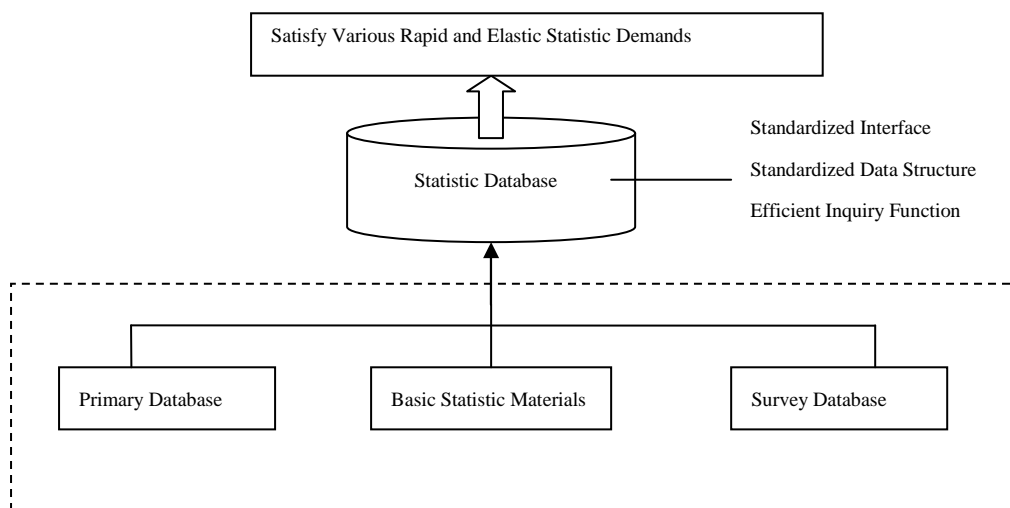 Satisfy Various Rapid and Elastic Statistic Demands
Standardized Interface
Statistic Database
Standardized Data Structure
Efficient Inquiry Function
Primary Database
Basic Statistic Materials
Survey Database